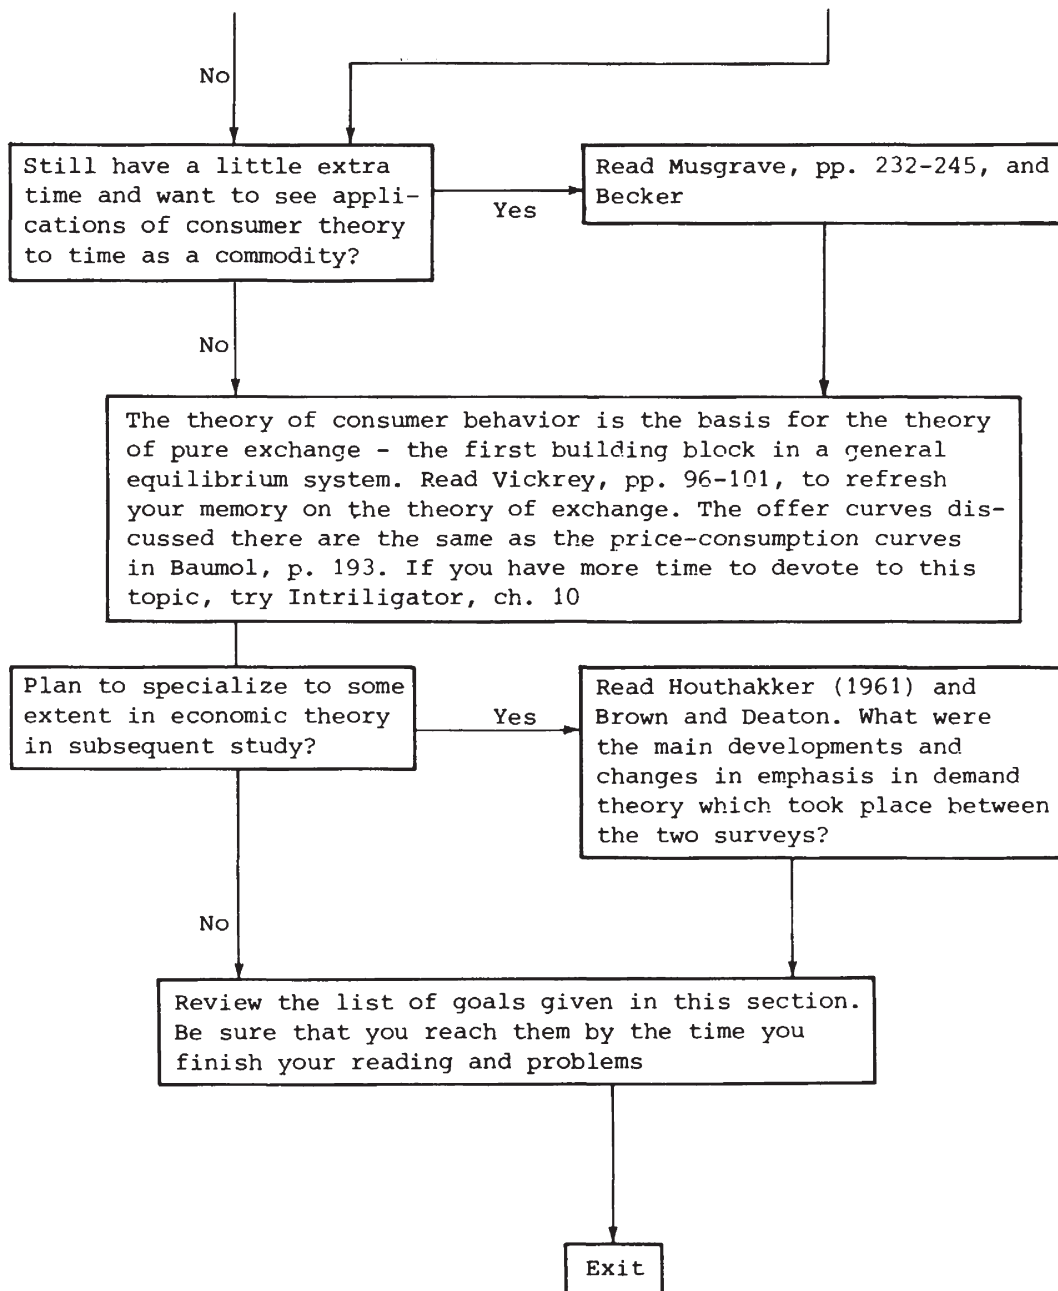 No
Still have a little extra
time and want to see appli-
cations of consumer theory
to time as a commodity?
Yes
Read Musgrave, pp. 232-245, and
Becker
No
The theory of consumer behavior is the basis for the theory
of pure exchange - the first building block in a general
equilibrium system. Read Vickrey, pp. 96-101, to refresh
your memory on the theory of exchange. The offer curves dis-
cussed there are the same as the price-consumption curves
in Baumol, p. 193. If you have more time to devote to this
topic, try Intriligator, ch. 10
Plan to specialize to some
extent in economic theory
in subsequent study?
Yes
Read Houthakker (1961) and
Brown and Deaton. What were
the main developments and
changes in emphasis in demand
theory which took place between
the two surveys?
No
Review the list of goals given in this section.
Be sure that you reach them by the time you
finish your reading and problems
Exit